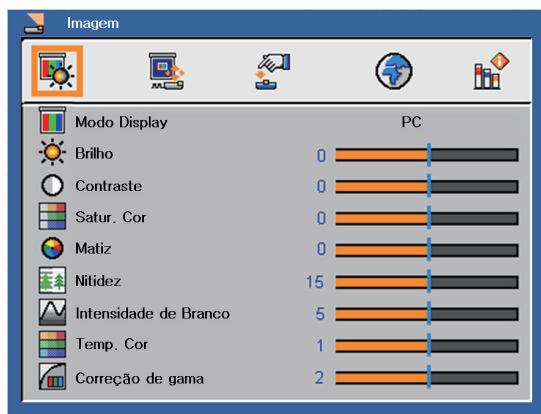 Imagem
Modo Display PC
Brilho 0
Contraste 0
Satur. Cor 0
Matiz 0
Nitidez 15
Intensidade de Branco 5
Temp. Cor 1
Correção de gama 2